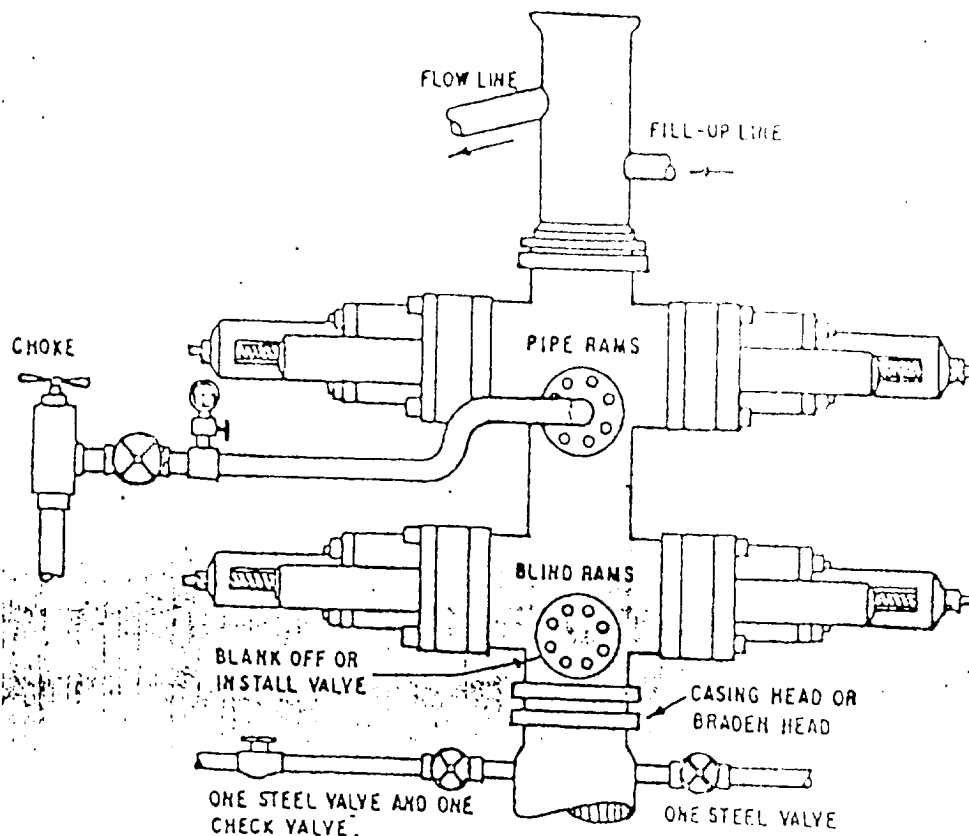 FLOW LINE
FILL-UP LINE
CHOKE
PIPE RAMS
BLIND RAMS
BLANK OFF OR
INSTALL VALVE
CASING HEAD OR
BRADEN HEAD
ONE STEEL VALVE AND ONE
CHECK VALVE.
ONE STEEL VALVE